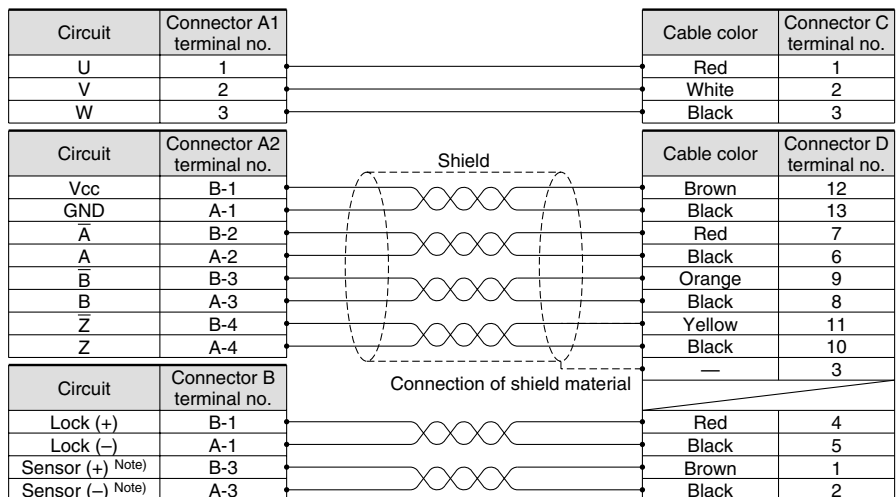 Circuit Connector A1 terminal no. Cable color Connector C terminal no.
U 1 Red 1
V 2 White 2
W 3 Black 3
Circuit Connector A2 terminal no. Shield Cable color Connector D terminal no.
Vcc B-1 Brown 12
GND A-1 Black 13
A̅ B-2 Red 7
A A-2 Black 6
B̅ B-3 Orange 9
B A-3 Black 8
Z̅ B-4 Yellow 11
Z A-4 Black 10
Connection of shield material — 3
Circuit Connector B terminal no.
Lock (+) B-1 Red 4
Lock (–) A-1 Black 5
Sensor (+) Note) B-3 Brown 1
Sensor (–) Note) A-3 Black 2